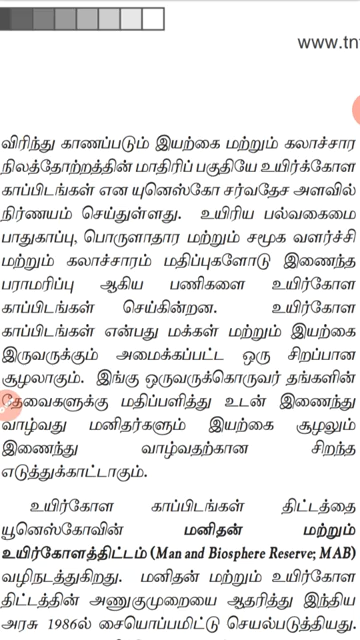 www.tn
விரிந்து காணப்படும் இயற்கை மற்றும் கலாச்சார
நிலத்தோற்றத்தின் மாதிரிப் பகுதியே உயிர்க்கோள
காப்பிடங்கள் என யுனெஸ்கோ சர்வதேச அளவில்
நிர்ணயம் செய்துள்ளது. உயிரிய பல்வகைமை
பாதுகாப்பு, பொருளாதார மற்றும் சமூக வளர்ச்சி
மற்றும் கலாச்சாரம் மதிப்புகளோடு இணைந்த
பராமரிப்பு ஆகிய பணிகளை உயிர்கோள
காப்பிடங்கள் செய்கின்றன. உயிர்கோள
காப்பிடங்கள் என்பது மக்கள் மற்றும் இயற்கை
இருவருக்கும் அமைக்கப்பட்ட ஒரு சிறப்பான
சூழலாகும். இங்கு ஒருவருக்கொருவர் தங்களின்
தேவைகளுக்கு மதிப்பளித்து உடன் இணைந்து
வாழ்வது மனிதர்களும் இயற்கை சூழலும்
இணைந்து வாழ்வதற்கான சிறந்த
எடுத்துக்காட்டாகும்.
உயிர்கோள காப்பிடங்கள் திட்டத்தை
யூனெஸ்கோவின் மனிதன் மற்றும்
உயிர்கோளத்திட்டம் (Man and Biosphere Reserve; MAB)
வழிநடத்துகிறது. மனிதன் மற்றும் உயிர்கோள
திட்டத்தின் அணுகுமுறையை ஆதரித்து இந்திய
அரசு 1986ல் சையொப்பமிட்டு செயல்படுத்தியது.